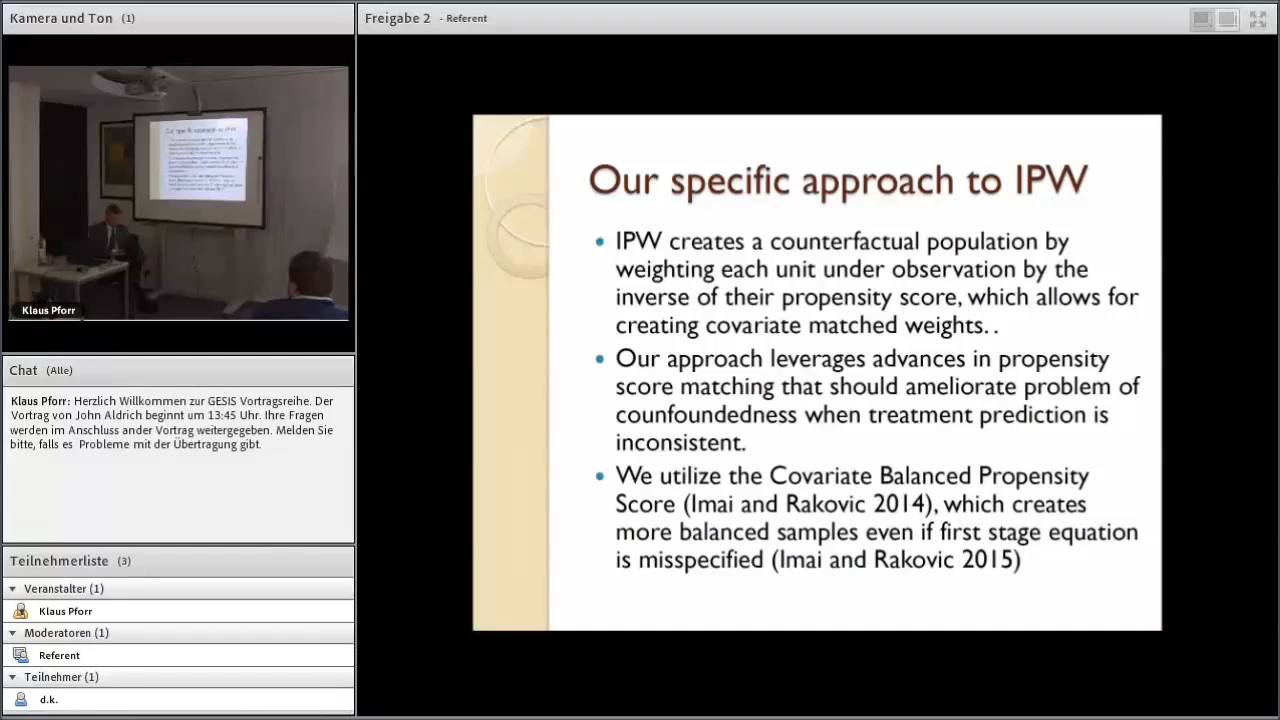 Kamera und Ton (1)
Klaus Pforr
Chat (Alle)
Klaus Pforr: Herzlich Willkommen zur GESIS Vortragsreihe. Der
Vortrag von John Aldrich beginnt um 13:45 Uhr. Ihre Fragen
werden im Anschluss ander Vortrag weitergegeben. Melden Sie
bitte, falls es Probleme mit der Übertragung gibt.
Teilnehmerliste (3)
Veranstalter (1)
Klaus Pforr
Moderatoren (1)
Referent
Teilnehmer (1)
d.k.
Freigabe 2 - Referent
Our specific approach to IPW
• IPW creates a counterfactual population by
weighting each unit under observation by the
inverse of their propensity score, which allows for
creating covariate matched weights. .
• Our approach leverages advances in propensity
score matching that should ameliorate problem of
counfoundedness when treatment prediction is
inconsistent.
• We utilize the Covariate Balanced Propensity
Score (Imai and Rakovic 2014), which creates
more balanced samples even if first stage equation
is misspecified (Imai and Rakovic 2015)